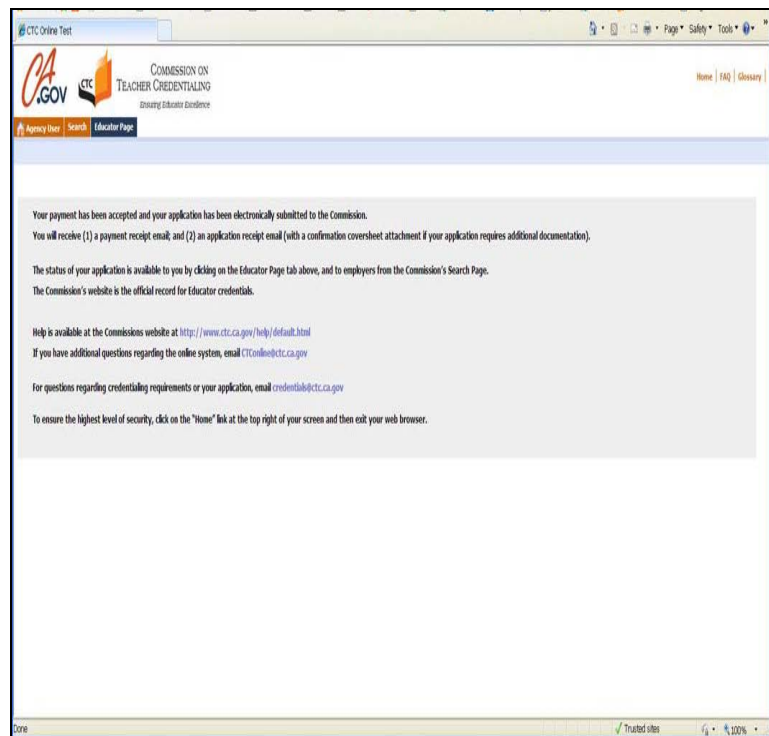 CTC Online Test
Page Safety Tools
CA.GOV
CTC
COMMISSION ON
TEACHER CREDENTIALING
Ensuring Educator Excellence
Home | FAQ | Glossary |
Agency User Search Educator Page
Your payment has been accepted and your application has been electronically submitted to the Commission.
You will receive (1) a payment receipt email; and (2) an application receipt email (with a confirmation coversheet attachment if your application requires additional documentation).
The status of your application is available to you by clicking on the Educator Page tab above, and to employers from the Commission's Search Page.
The Commission's website is the official record for Educator credentials.
Help is available at the Commissions website at http://www.ctc.ca.gov/help/default.html
If you have additional questions regarding the online system, email CTConline@ctc.ca.gov
For questions regarding credentialing requirements or your application, email credentials@ctc.ca.gov
To ensure the highest level of security, click on the "Home" link at the top right of your screen and then exit your web browser.
Done
Trusted sites
100%